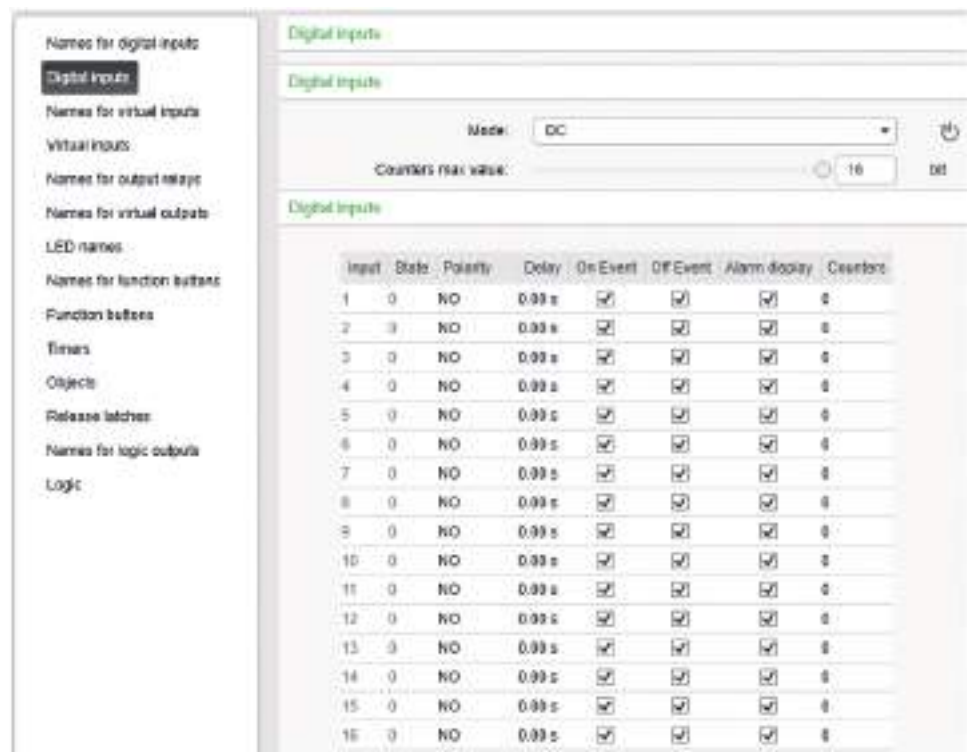 Names for digital inputs
Digital inputs
Names for virtual inputs
Virtual inputs
Names for output relays
Names for virtual outputs
LED names
Names for function buttons
Function buttons
Timers
Objects
Release latches
Names for logic outputs
Logic
Digital inputs
Digital inputs
Mode: DC
Counters max value: 16 bit
Digital inputs
Input State Polarity Delay On Event Off Event Alarm display Counters
1 0 NO 0.00 s 0
2 0 NO 0.00 s 0
3 0 NO 0.00 s 0
4 0 NO 0.00 s 0
5 0 NO 0.00 s 0
6 0 NO 0.00 s 0
7 0 NO 0.00 s 0
8 0 NO 0.00 s 0
9 0 NO 0.00 s 0
10 0 NO 0.00 s 0
11 0 NO 0.00 s 0
12 0 NO 0.00 s 0
13 0 NO 0.00 s 0
14 0 NO 0.00 s 0
15 0 NO 0.00 s 0
16 0 NO 0.00 s 0